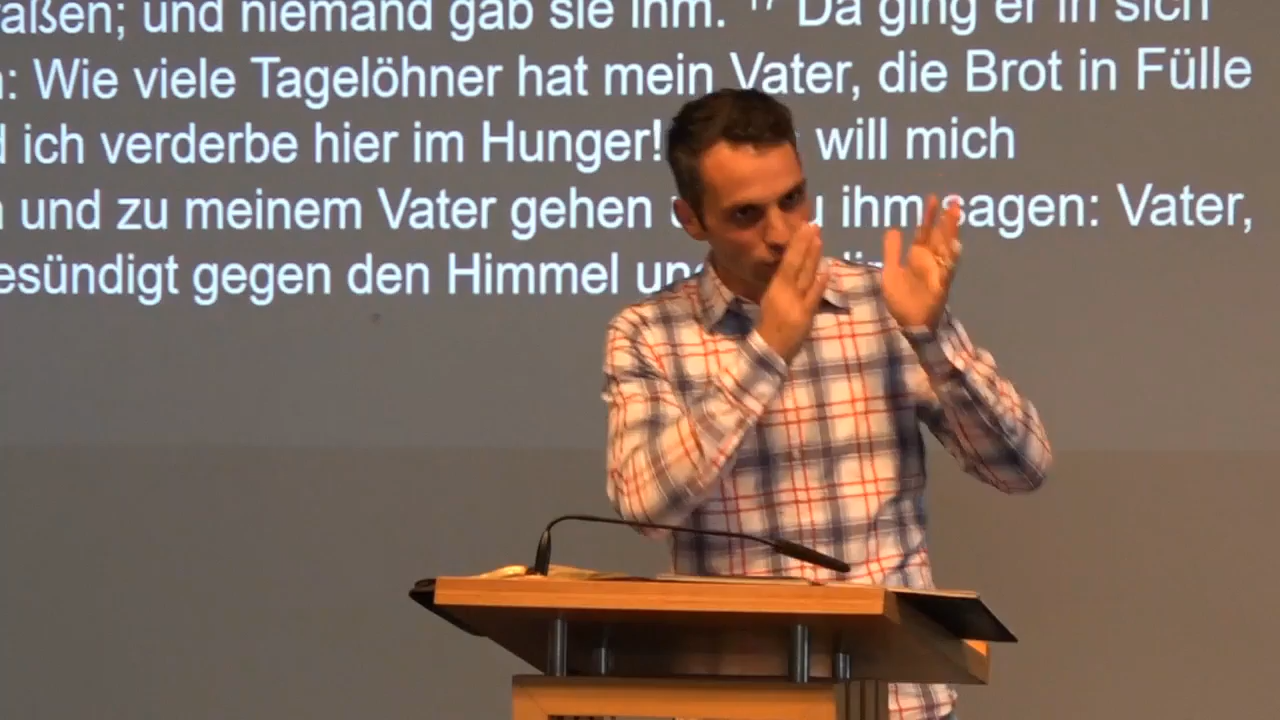 raßen; und niemand gab sie ihm. 17 Da ging er in sich
: Wie viele Tagelöhner hat mein Vater, die Brot in Fülle
ich verderbe hier im Hunger! will mich
und zu meinem Vater gehen ihm sagen: Vater,
esündigt gegen den Himmel